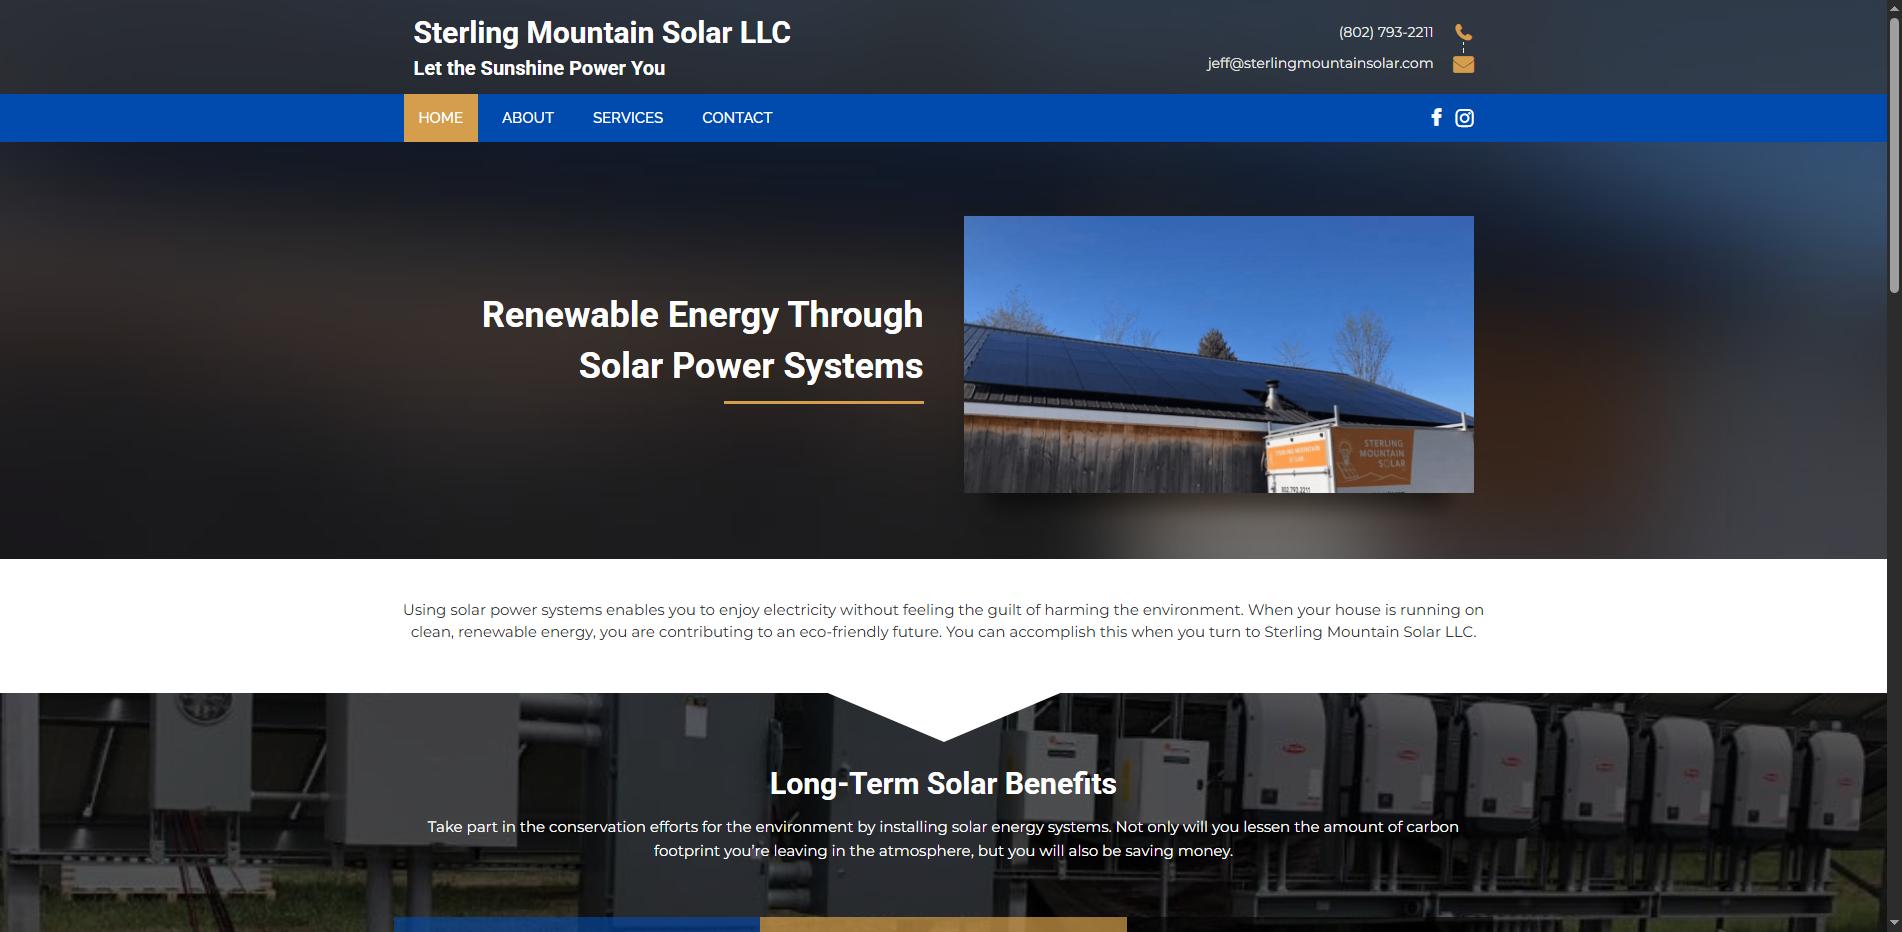 Sterling Mountain Solar LLC
Let the Sunshine Power You
(802) 793-2211
jeff@sterlingmountainsolar.com
HOME ABOUT SERVICES CONTACT
Renewable Energy Through
Solar Power Systems
STERLING MOUNTAIN
SOLAR
STERLING
MOUNTAIN
SOLAR
802.793.2211
Using solar power systems enables you to enjoy electricity without feeling the guilt of harming the environment. When your house is running on
clean, renewable energy, you are contributing to an eco-friendly future. You can accomplish this when you turn to Sterling Mountain Solar LLC.
Long-Term Solar Benefits
Take part in the conservation efforts for the environment by installing solar energy systems. Not only will you lessen the amount of carbon
footprint you're leaving in the atmosphere, but you will also be saving money.